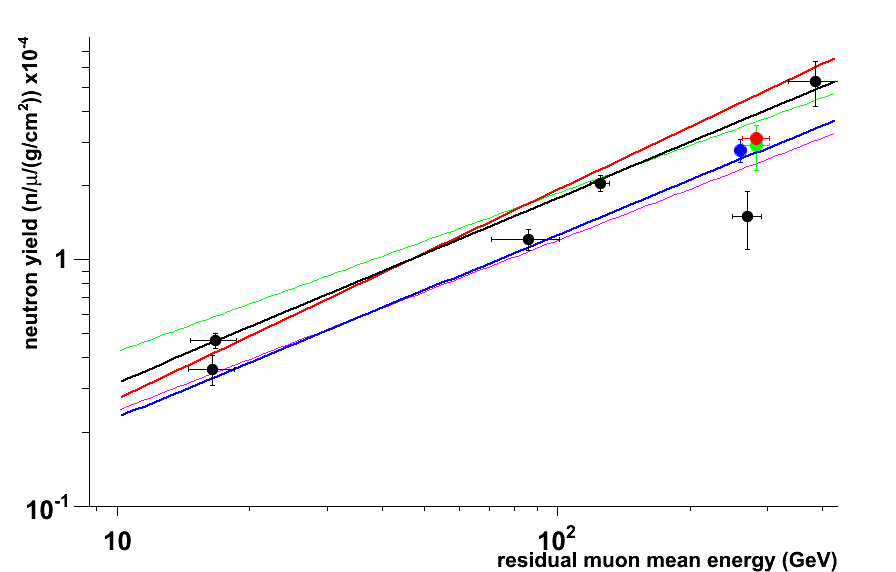 neutron yield (n/μ/(g/cm²)) x10⁻⁴
1
10⁻¹
10
10²
residual muon mean energy (GeV)